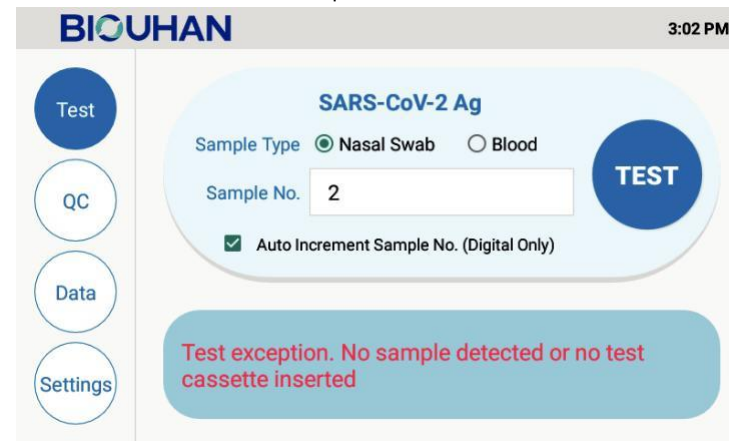 BIOUHAN
3:02 PM
Test
QC
Data
Settings
SARS-CoV-2 Ag
Sample Type Nasal Swab Blood
Sample No. 2
Auto Increment Sample No. (Digital Only)
TEST
Test exception. No sample detected or no test
cassette inserted